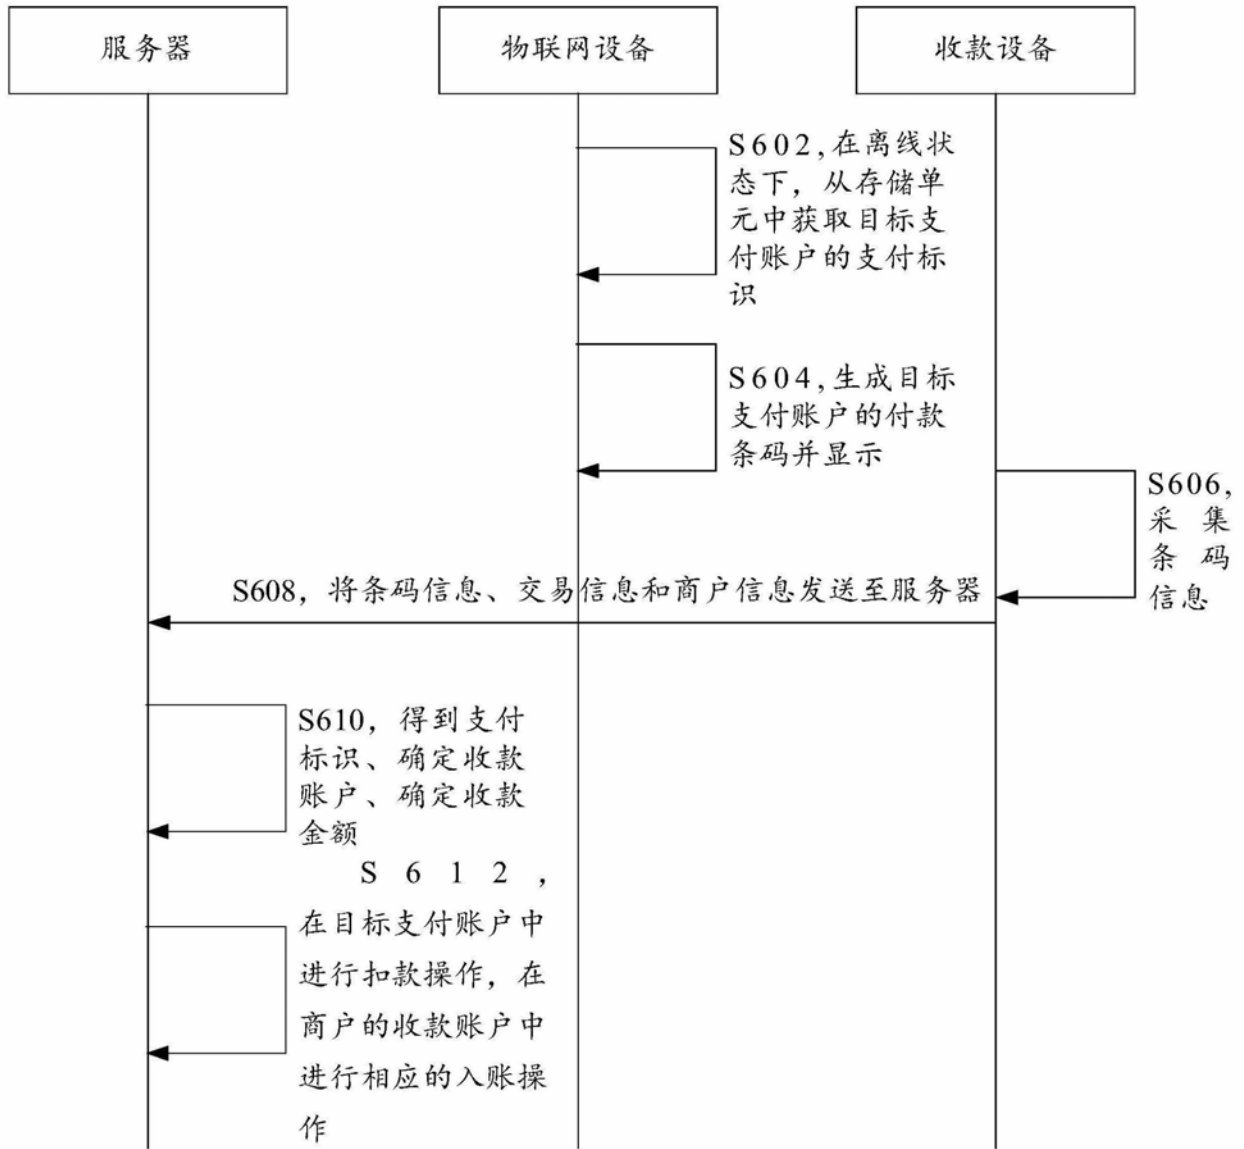 服务器
物联网设备
收款设备
S602,在离线状
态下，从存储单
元中获取目标支
付账户的支付标
识
S604,生成目标
支付账户的付款
条码并显示
S606,
采集
条码
信息
S608，将条码信息、交易信息和商户信息发送至服务器
S610，得到支付
标识、确定收款
账户、确定收款
金额
S612，
在目标支付账户中
进行扣款操作，在
商户的收款账户中
进行相应的入账操
作